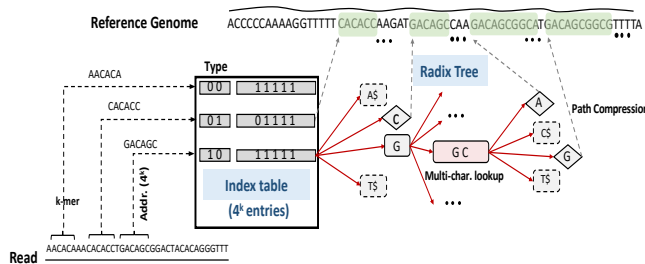 Reference Genome
ACCCCCAAAAGGTTTTTCACACCAAGATGACAGCCAAGACAGCGGCATGACAGCGGCGTTTTA
...
...
...
...
AACACA
CACACC
GACAGC
Type
00 11111
01 01111
10 11111
Index table
(4ᵏ entries)
k-mer
Addr. (4ᵏ)
Radix Tree
Path Compression
A$
C
G
T$
...
...
GC
Multi-char. lookup
A
C$
G
T$
Read
AACACAAACACACCTGACAGCGGACTACACAGGGTTT